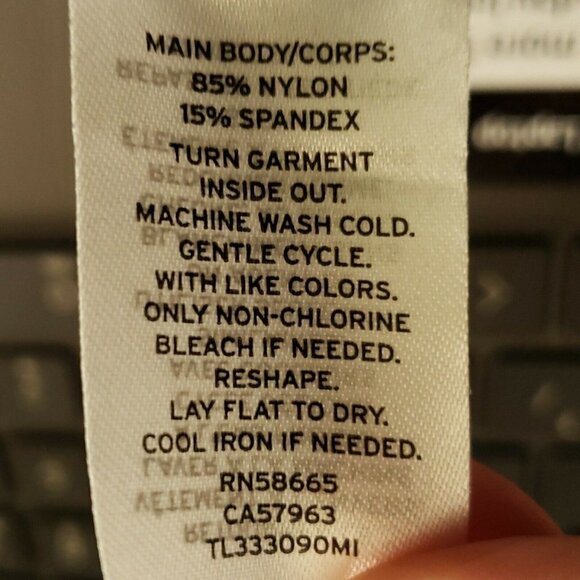 MAIN BODY/CORPS:
85% NYLON
15% SPANDEX
TURN GARMENT
INSIDE OUT.
MACHINE WASH COLD.
GENTLE CYCLE.
WITH LIKE COLORS.
ONLY NON-CHLORINE
BLEACH IF NEEDED.
RESHAPE.
LAY FLAT TO DRY.
COOL IRON IF NEEDED.
RN58665
CA57963
TL333090MI